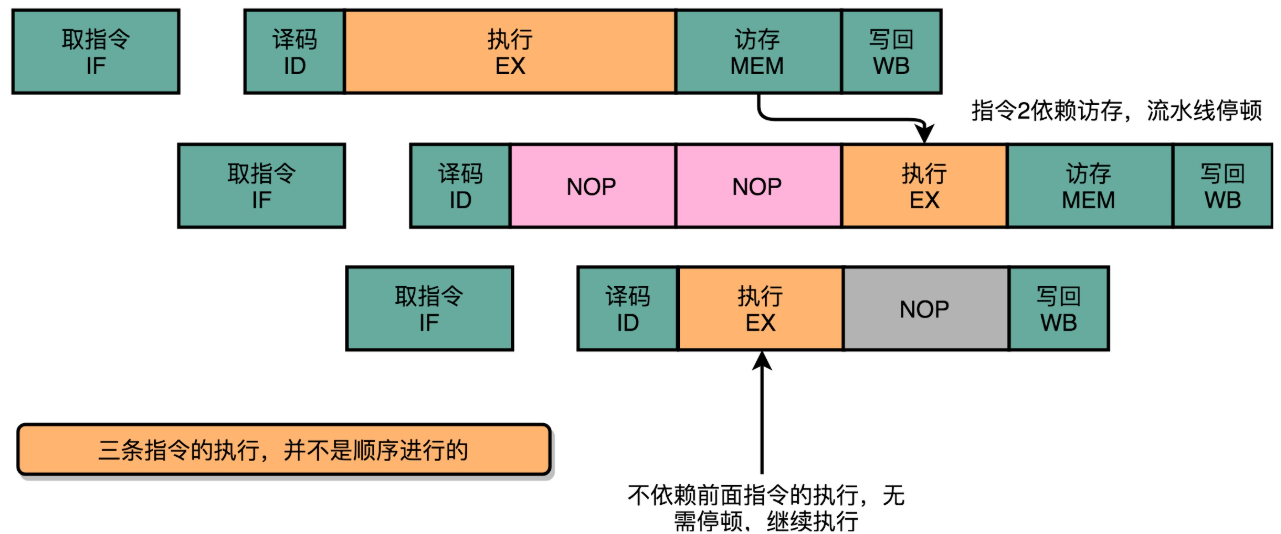 取指令
IF
译码
ID
执行
EX
访存
MEM
写回
WB
指令2依赖访存，流水线停顿
取指令
IF
译码
ID
NOP
NOP
执行
EX
访存
MEM
写回
WB
取指令
IF
译码
ID
执行
EX
NOP
写回
WB
三条指令的执行，并不是顺序进行的
不依赖前面指令的执行，无
需停顿，继续执行